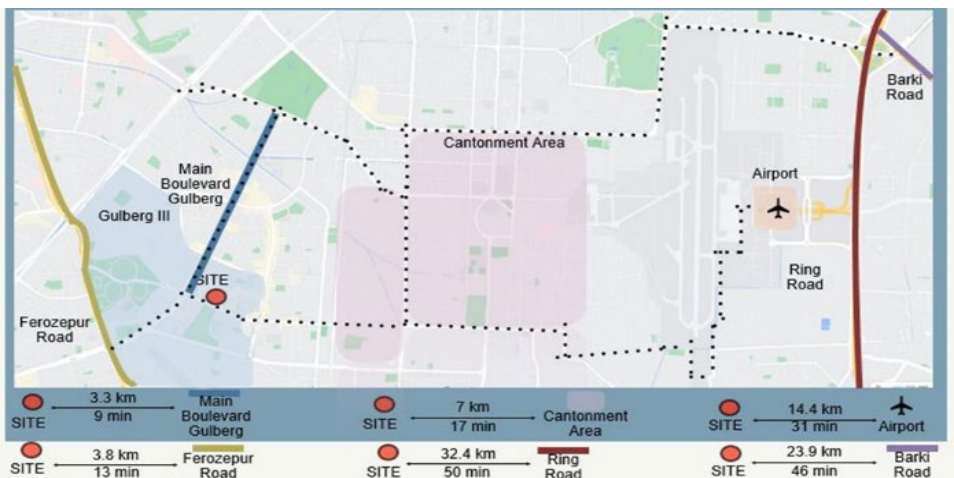 Barki
Road
Cantonment Area
Main
Boulevard
Gulberg
Airport
Gulberg III
SITE
Ring
Road
Ferozepur
Road
3.3 km
9 min
SITE
Main
Boulevard
Gulberg
7 km
17 min
SITE
Cantonment
Area
14.4 km
31 min
SITE
Airport
3.8 km
13 min
SITE
Ferozepur
Road
32.4 km
50 min
SITE
Ring
Road
23.9 km
46 min
SITE
Barki
Road